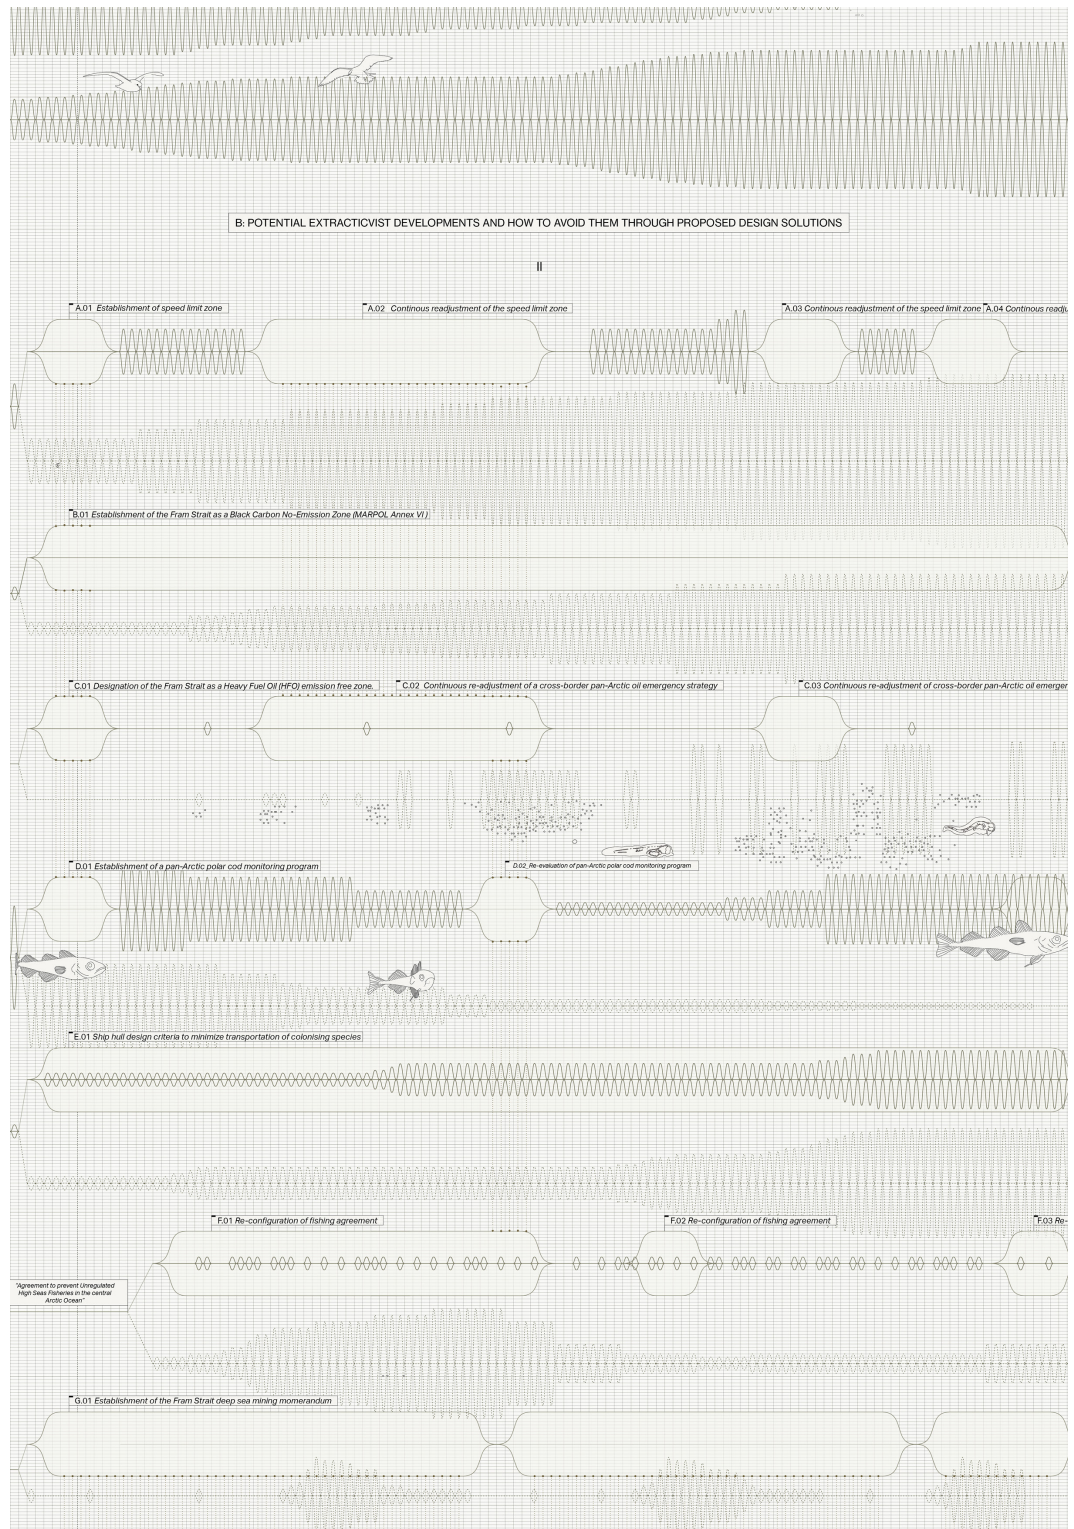 B: POTENTIAL EXTRACTICVIST DEVELOPMENTS AND HOW TO AVOID THEM THROUGH PROPOSED DESIGN SOLUTIONS
II
A.01 Establishment of speed limit zone
A.02 Continous readjustment of the speed limit zone
A.03 Continous readjustment of the speed limit zone
A.04 Continous readju
B.01 Establishment of the Fram Strait as a Black Carbon No-Emission Zone (MARPOL Annex VI )
C.01 Designation of the Fram Strait as a Heavy Fuel Oil (HFO) emission free zone.
C.02 Continuous re-adjustment of a cross-border pan-Arctic oil emergency strategy
C.03 Continuous re-adjustment of cross-border pan-Arctic oil emerger
D.01 Establishment of a pan-Arctic polar cod monitoring program
D.02 Re-evaluation of pan-Arctic polar cod monitoring program
E.01 Ship hull design criteria to minimize transportation of colonising species
F.01 Re-configuration of fishing agreement
F.02 Re-configuration of fishing agreement
F.03 Re-
"Agreement to prevent Unregulated
High Seas Fisheries in the central
Arctic Ocean"
G.01 Establishment of the Fram Strait deep sea mining momerandum